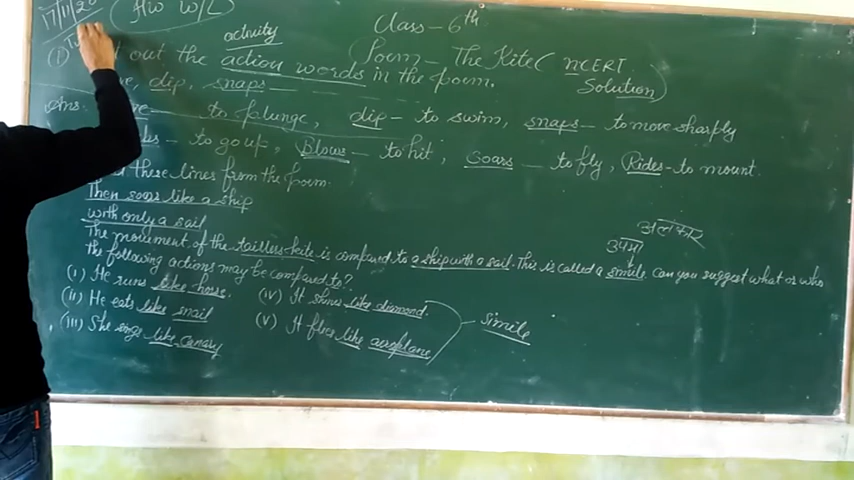 17/11/20 HW W/L
Class - 6th
activity
Poem - The Kite ( NCERT Solution)
(1) out the action words in the poem.
dip, snaps
Ans. to plunge, dip - to swim, snaps - to move sharply
to go up, Blows - to hit, Soars - to fly, Rides - to mount.
these lines from the poem.
Then soars like a ship
with only a sail
अलंकार
उपमा
The movement of the tailless-kite is compared to a ship with a sail. This is called a simile. Can you suggest what or who
the following actions may be compared to?
(i) He runs like horse.
(ii) He eats like snail
(iii) She sings like canary
(iv) It shines like diamond.
(v) It flies like aeroplane
Simile